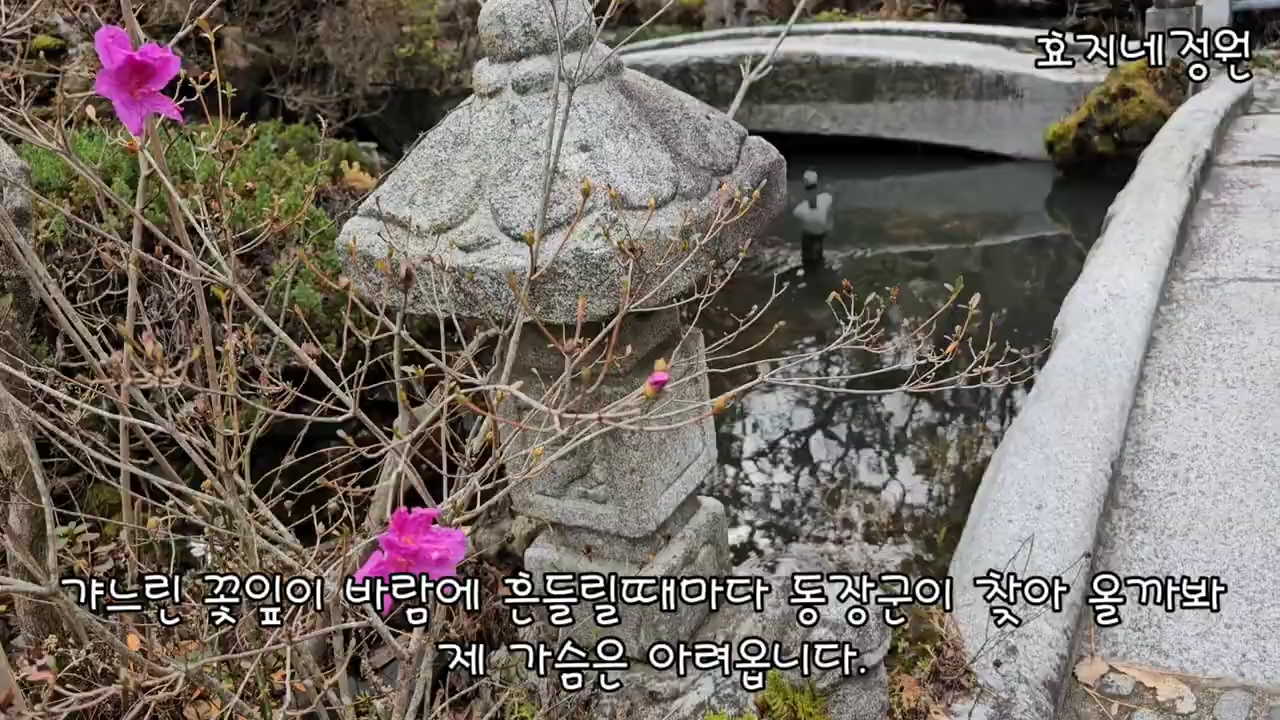 효지네정원
갸느린 꽃잎이 바람에 흔들릴때마다 동장군이 찾아 올까봐
제 가슴은 아려옵니다.